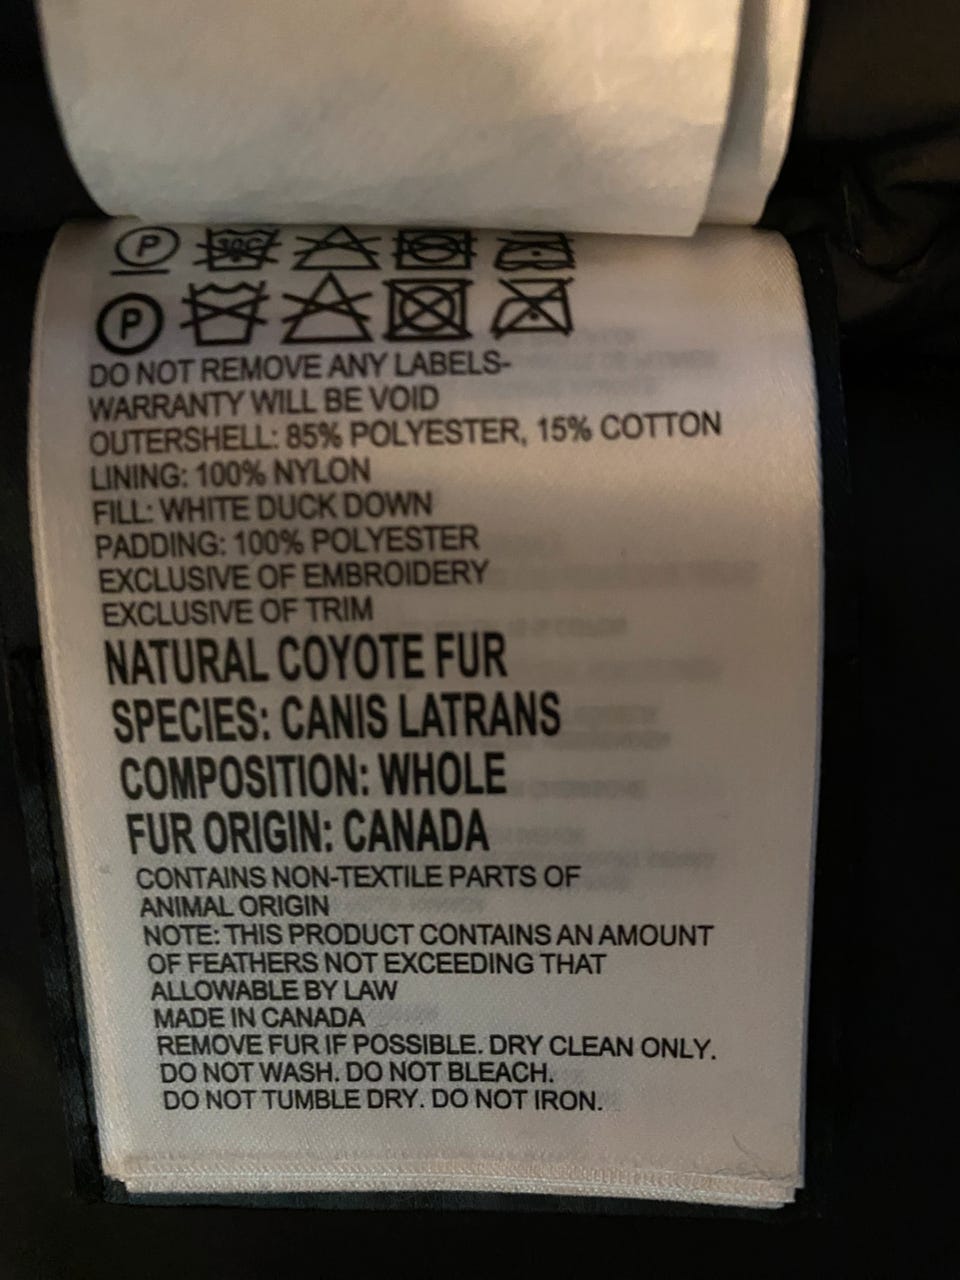 P 30C
P
DO NOT REMOVE ANY LABELS-
WARRANTY WILL BE VOID
OUTERSHELL: 85% POLYESTER, 15% COTTON
LINING: 100% NYLON
FILL: WHITE DUCK DOWN
PADDING: 100% POLYESTER
EXCLUSIVE OF EMBROIDERY
EXCLUSIVE OF TRIM
NATURAL COYOTE FUR
SPECIES: CANIS LATRANS
COMPOSITION: WHOLE
FUR ORIGIN: CANADA
CONTAINS NON-TEXTILE PARTS OF
ANIMAL ORIGIN
NOTE: THIS PRODUCT CONTAINS AN AMOUNT
OF FEATHERS NOT EXCEEDING THAT
ALLOWABLE BY LAW
MADE IN CANADA
REMOVE FUR IF POSSIBLE. DRY CLEAN ONLY.
DO NOT WASH. DO NOT BLEACH.
DO NOT TUMBLE DRY. DO NOT IRON.